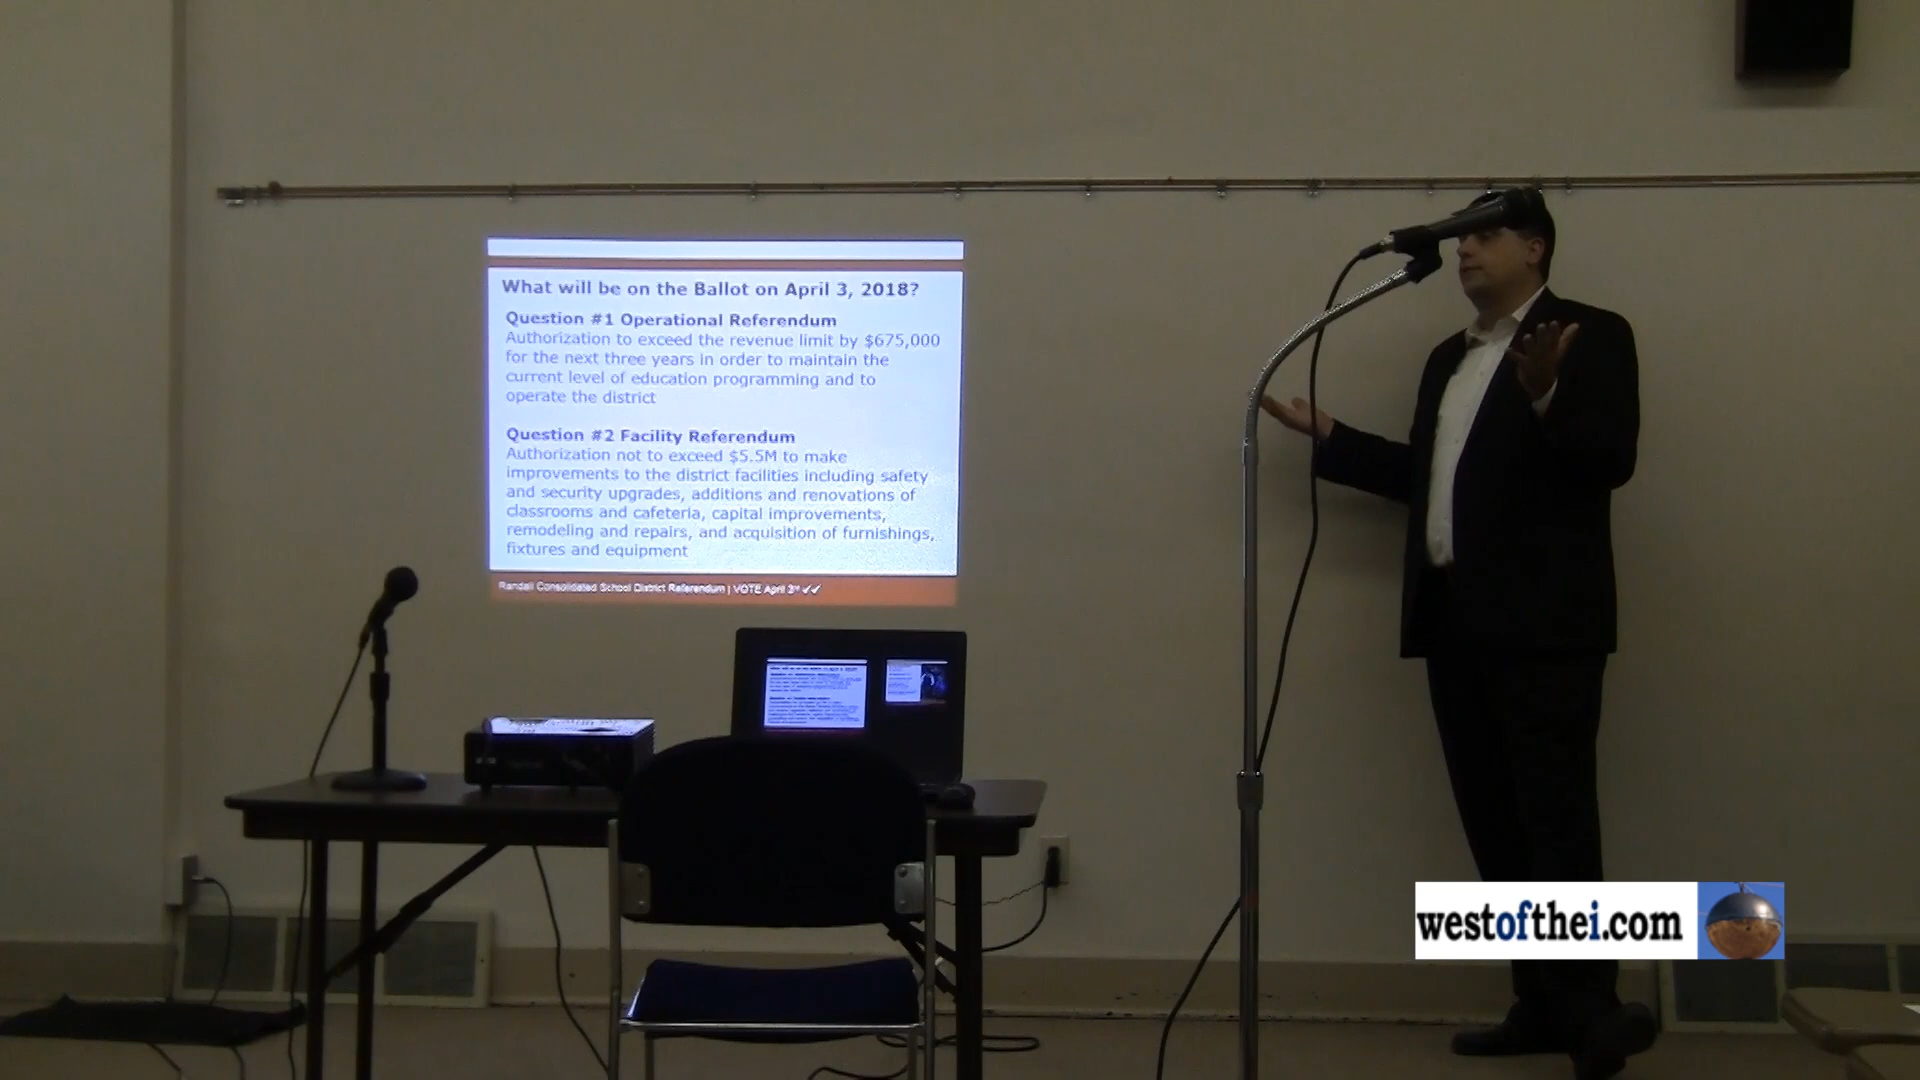 What will be on the Ballot on April 3, 2018?
Question #1 Operational Referendum
Authorization to exceed the revenue limit by $675,000
for the next three years in order to maintain the
current level of education programming and to
operate the district
Question #2 Facility Referendum
Authorization not to exceed $5.5M to make
improvements to the district facilities including safety
and security upgrades, additions and renovations of
classrooms and cafeteria, capital improvements,
remodeling and repairs, and acquisition of furnishings,
fixtures and equipment
Randall Consolidated School District Referendum | VOTE April 3rd ✓✓
westofthei.com